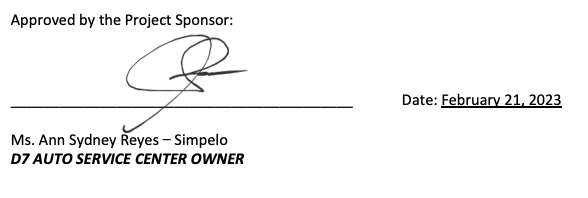 Approved by the Project Sponsor:
Date: February 21, 2023
Ms. Ann Sydney Reyes – Simpelo
D7 AUTO SERVICE CENTER OWNER